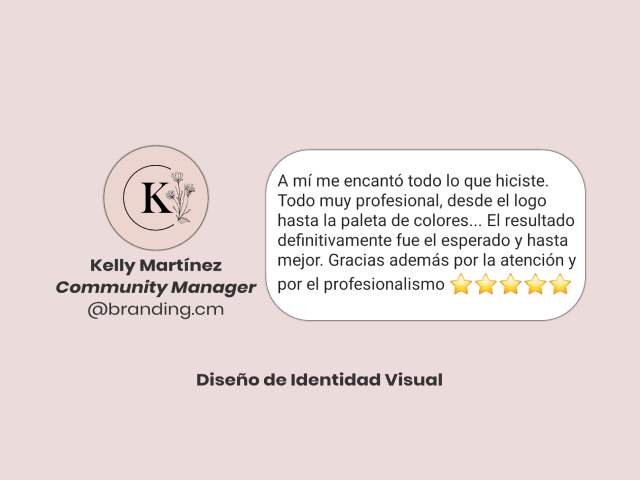 K
Kelly Martínez
Community Manager
@branding.cm
A mí me encantó todo lo que hiciste.
Todo muy profesional, desde el logo
hasta la paleta de colores... El resultado
definitivamente fue el esperado y hasta
mejor. Gracias además por la atención y
por el profesionalismo ⭐⭐⭐⭐⭐
Diseño de Identidad Visual